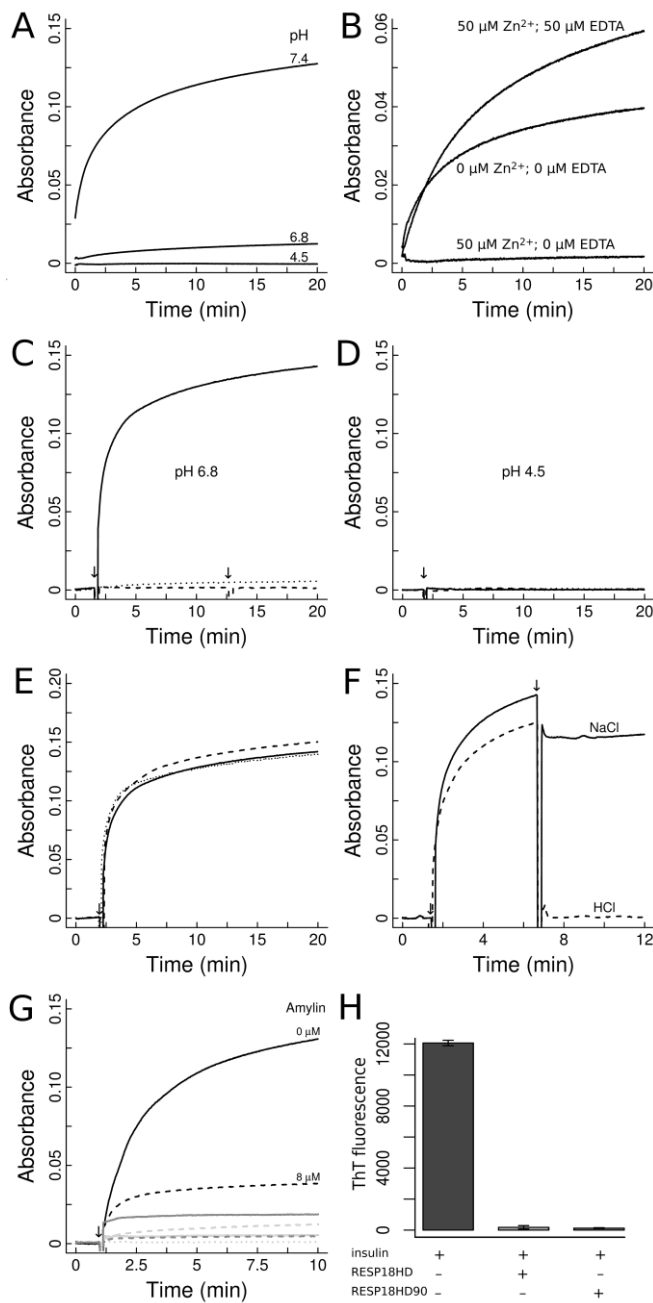 A
pH
7.4
6.8
4.5
Absorbance
0 0.05 0.10 0.15
0 5 10 15 20
Time (min)
B
50 µM Zn²⁺; 50 µM EDTA
0 µM Zn²⁺; 0 µM EDTA
50 µM Zn²⁺; 0 µM EDTA
Absorbance
0 0.02 0.04 0.06
0 5 10 15 20
Time (min)
C
pH 6.8
Absorbance
0 0.05 0.10 0.15
0 5 10 15 20
Time (min)
D
pH 4.5
Absorbance
0 0.05 0.10 0.15
0 5 10 15 20
Time (min)
E
Absorbance
0 0.05 0.10 0.15 0.20
0 5 10 15 20
Time (min)
F
NaCl
HCl
Absorbance
0 0.05 0.10 0.15
0 4 8 12
Time (min)
G
Amylin
0 µM
8 µM
Absorbance
0 0.05 0.10 0.15
0 2.5 5 7.5 10
Time (min)
H
ThT fluorescence
0 4000 8000 12000
insulin + + +
RESP18HD – + –
RESP18HD90 – – +